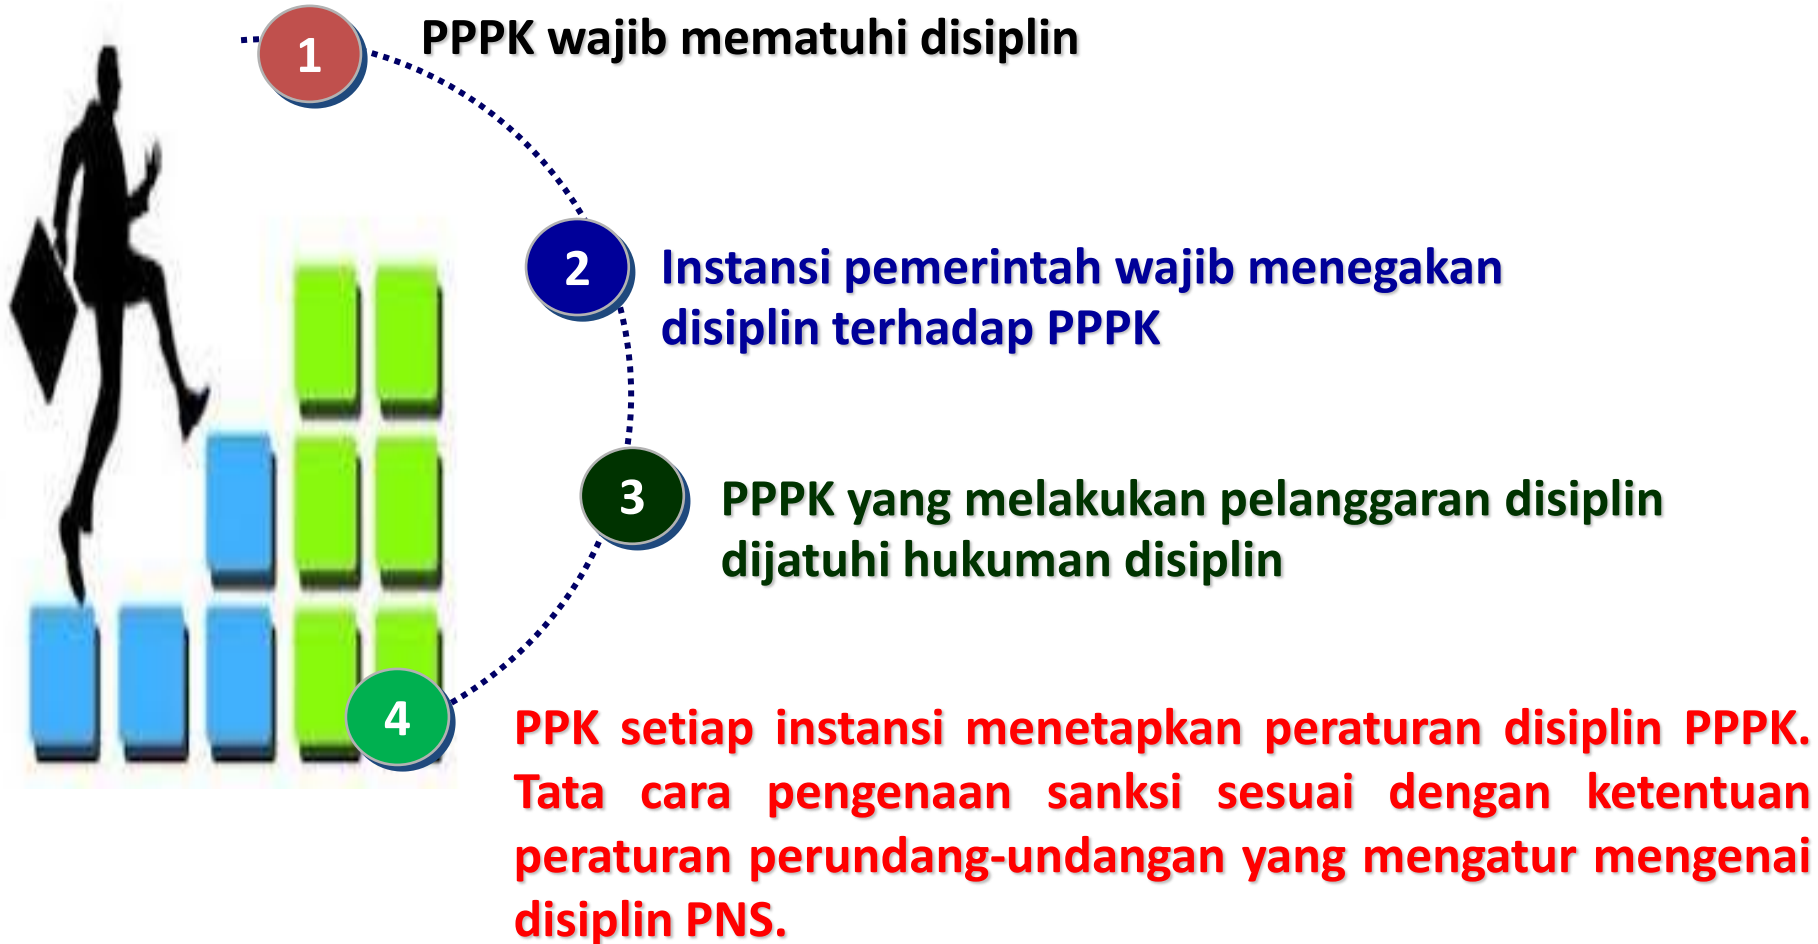 1
PPPK wajib mematuhi disiplin
2
Instansi pemerintah wajib menegakan
disiplin terhadap PPPK
3
PPPK yang melakukan pelanggaran disiplin
dijatuhi hukuman disiplin
4
PPK setiap instansi menetapkan peraturan disiplin PPPK.
Tata cara pengenaan sanksi sesuai dengan ketentuan
peraturan perundang-undangan yang mengatur mengenai
disiplin PNS.